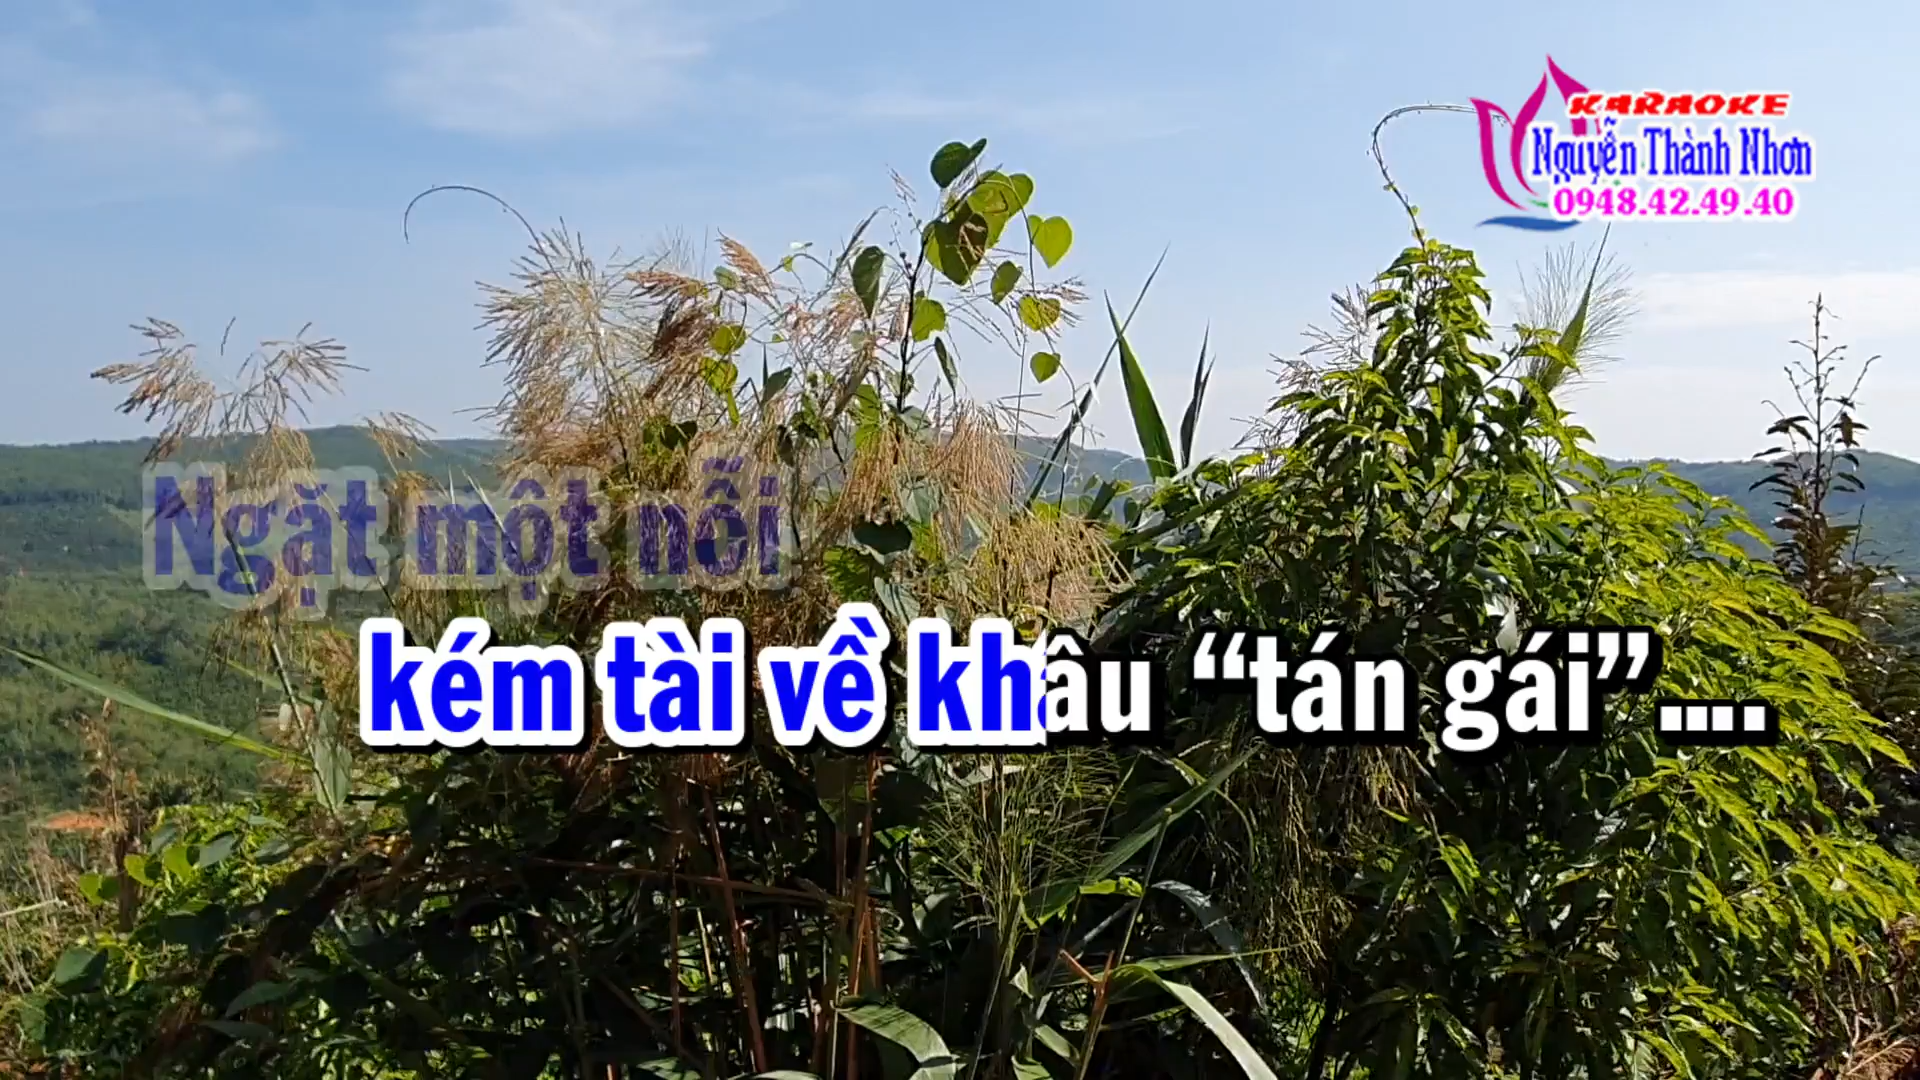 KARAOKE
Nguyễn Thành Nhơn
0948.42.49.40
Ngặt một nỗi
kém tài về khâu “tán gái”....